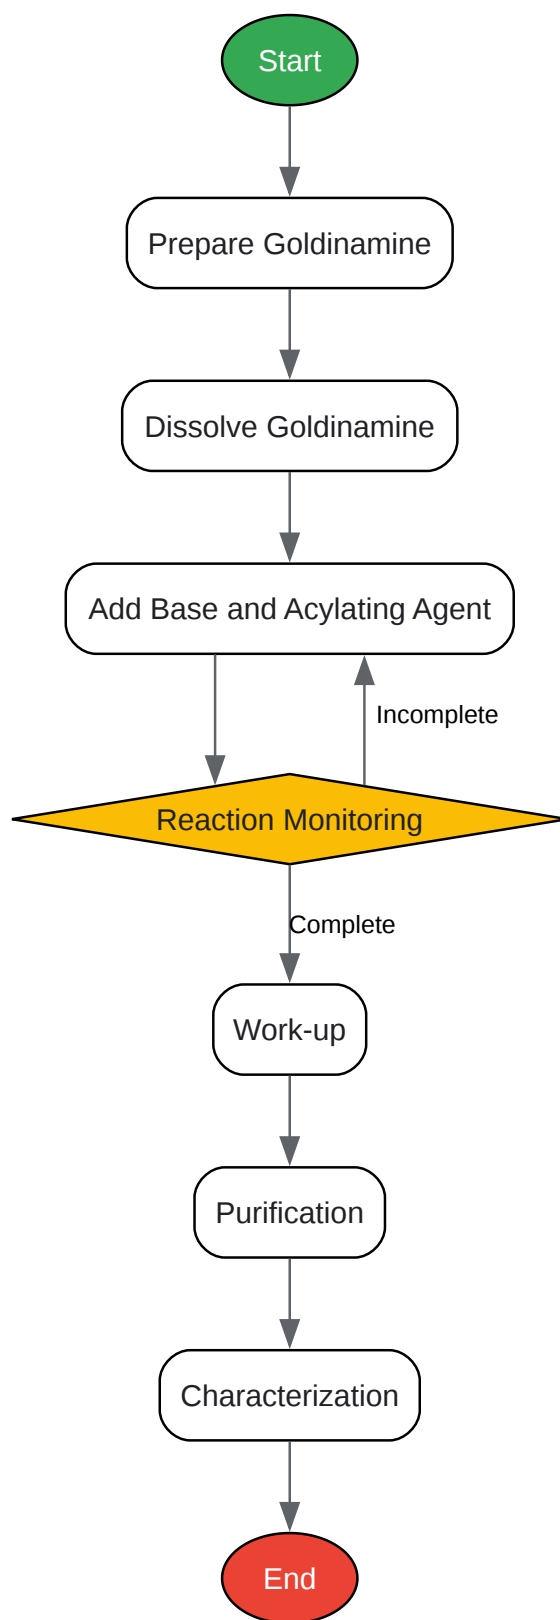 Start
Prepare Goldinamine
Dissolve Goldinamine
Add Base and Acylating Agent
Incomplete
Reaction Monitoring
Complete
Work-up
Purification
Characterization
End